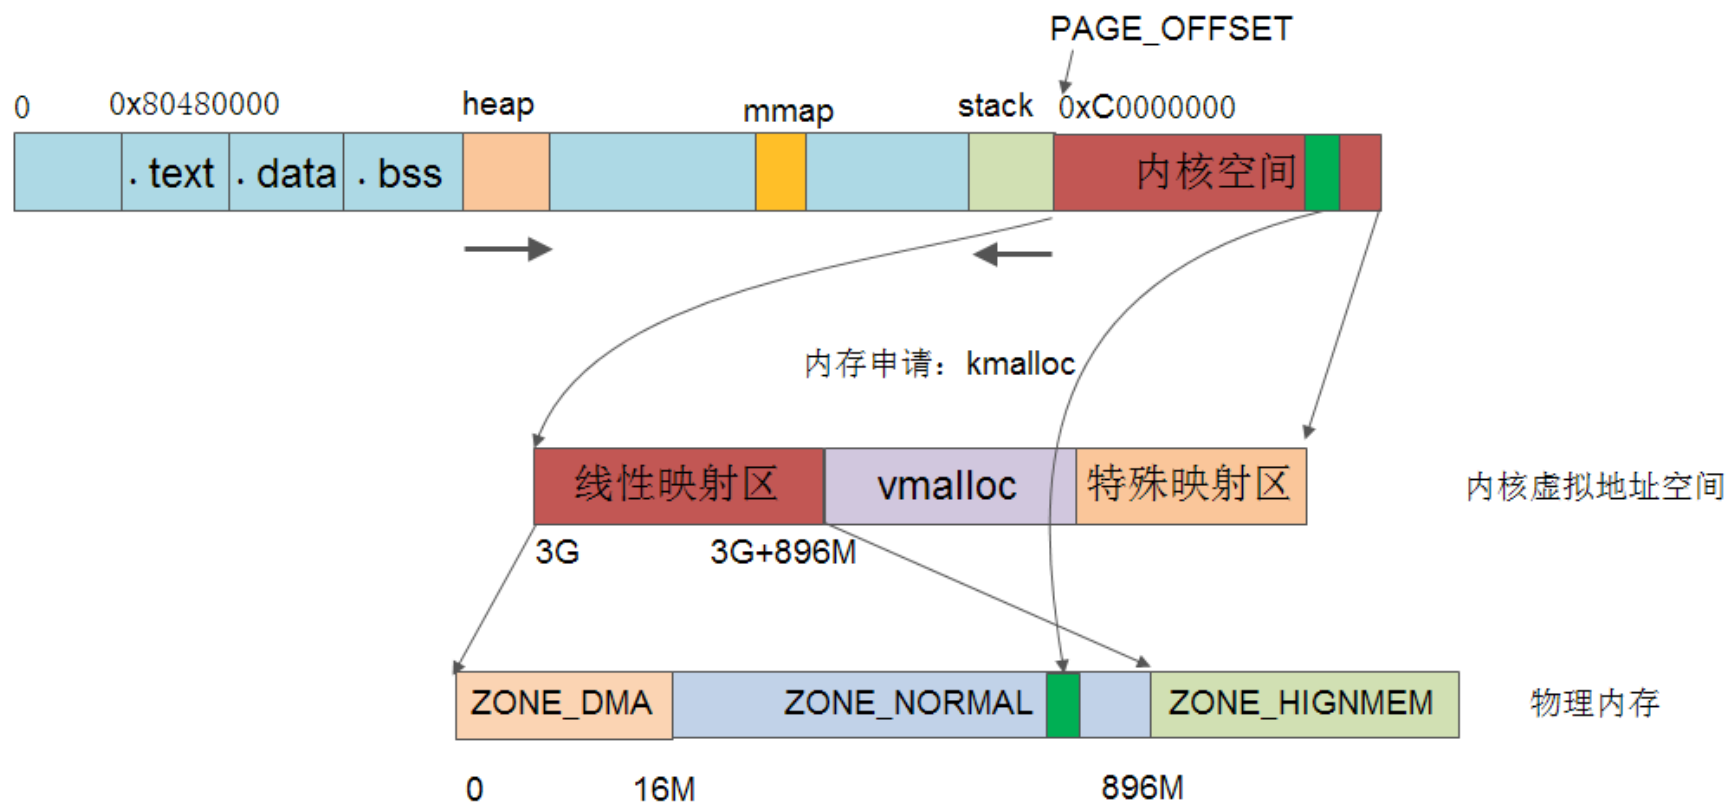 PAGE_OFFSET
0 0x80480000 heap mmap stack 0xC0000000
. text . data . bss 内核空间
内存申请：kmalloc
线性映射区 vmalloc 特殊映射区 内核虚拟地址空间
3G 3G+896M
ZONE_DMA ZONE_NORMAL ZONE_HIGNMEM 物理内存
0 16M 896M